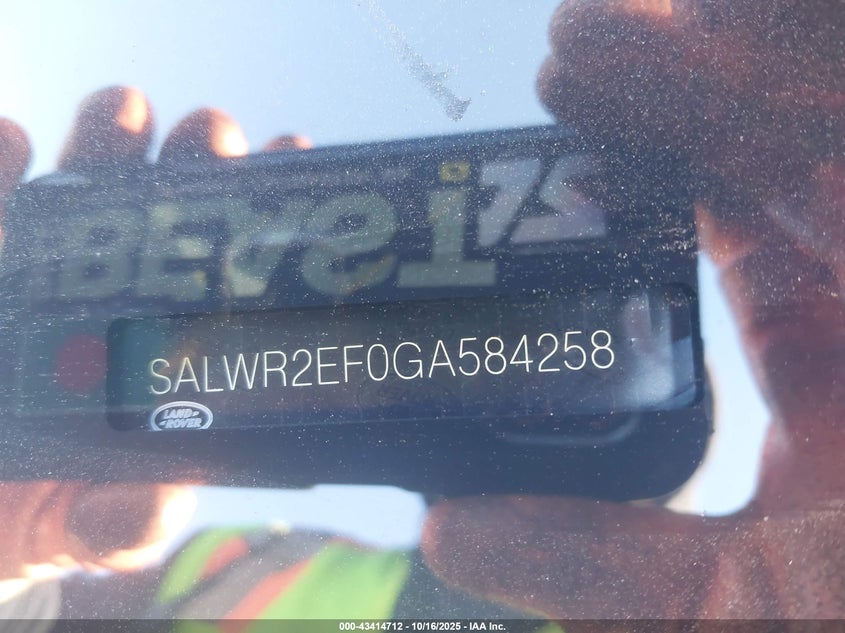 SALWR2EF0GA584258
LAND-
-ROVER
000-43414712 - 10/16/2025 - IAA Inc.